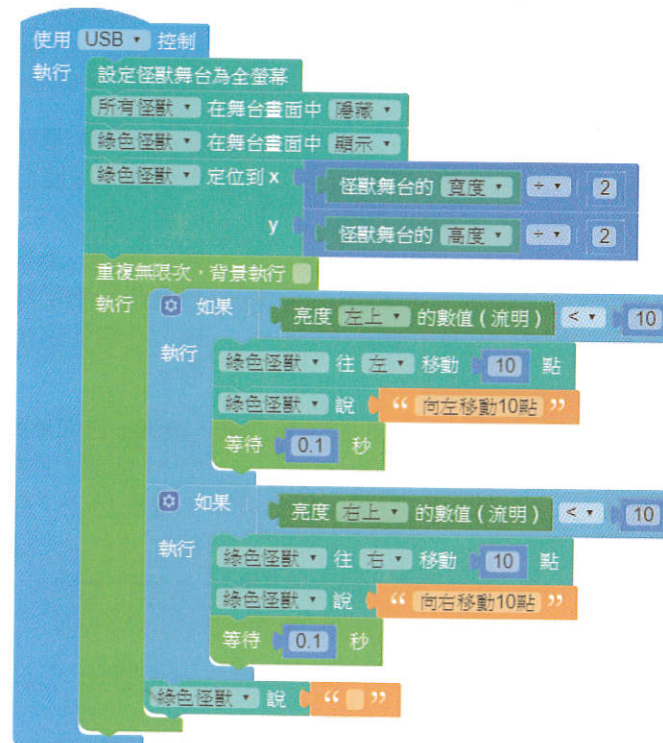 使用 USB ▾ 控制
執行 設定怪獸舞台為全螢幕
所有怪獸 ▾ 在舞台畫面中 隱藏 ▾
綠色怪獸 ▾ 在舞台畫面中 顯示 ▾
綠色怪獸 ▾ 定位到 x 怪獸舞台的 寬度 ▾ ÷ ▾ 2
y 怪獸舞台的 高度 ▾ ÷ ▾ 2
重複無限次，背景執行
執行 如果 亮度 左上 ▾ 的數值 (流明) < ▾ 10
執行 綠色怪獸 ▾ 往 左 ▾ 移動 10 點
綠色怪獸 ▾ 說 “ 向左移動10點 ”
等待 0.1 秒
如果 亮度 右上 ▾ 的數值 (流明) < ▾ 10
執行 綠色怪獸 ▾ 往 右 ▾ 移動 10 點
綠色怪獸 ▾ 說 “ 向右移動10點 ”
等待 0.1 秒
綠色怪獸 ▾ 說 “ ”